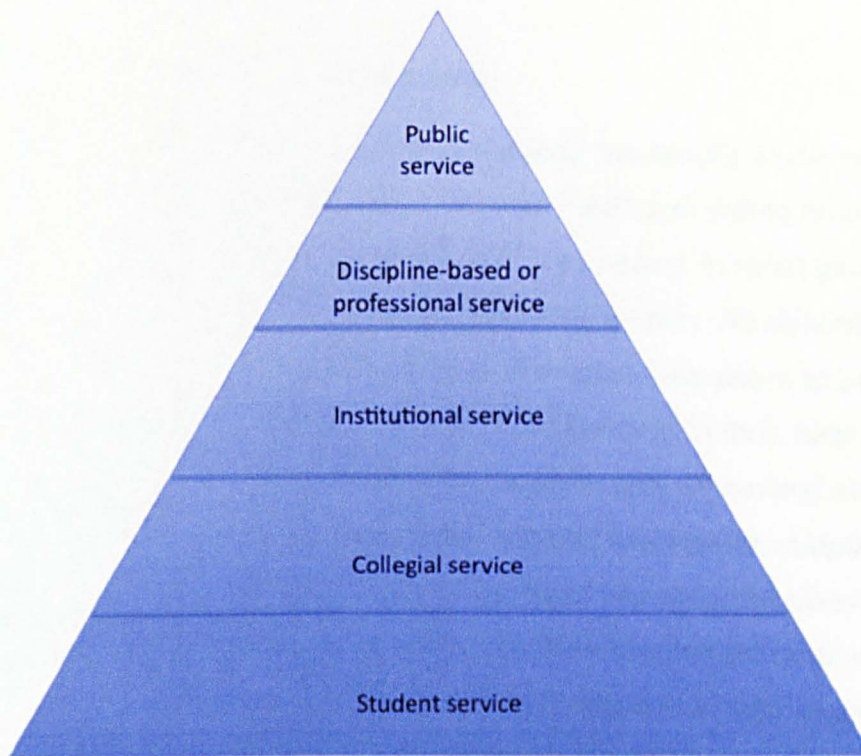 Public
service
Discipline-based or
professional service
Institutional service
Collegial service
Student service